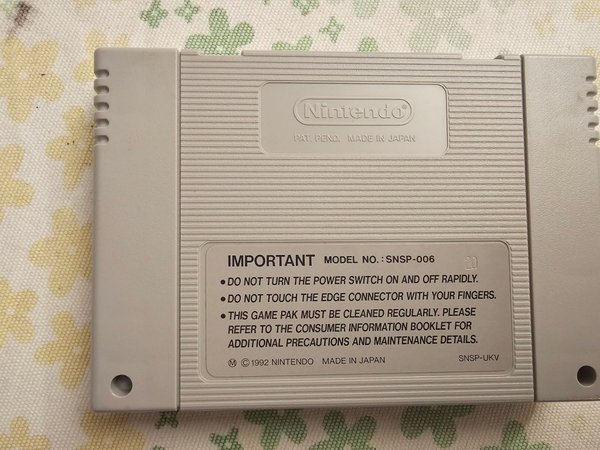 Nintendo®
PAT. PEND. MADE IN JAPAN
IMPORTANT MODEL NO.: SNSP-006
• DO NOT TURN THE POWER SWITCH ON AND OFF RAPIDLY.
• DO NOT TOUCH THE EDGE CONNECTOR WITH YOUR FINGERS.
• THIS GAME PAK MUST BE CLEANED REGULARLY. PLEASE
REFER TO THE CONSUMER INFORMATION BOOKLET FOR
ADDITIONAL PRECAUTIONS AND MAINTENANCE DETAILS.
Ⓜ © 1992 NINTENDO MADE IN JAPAN SNSP-UKV